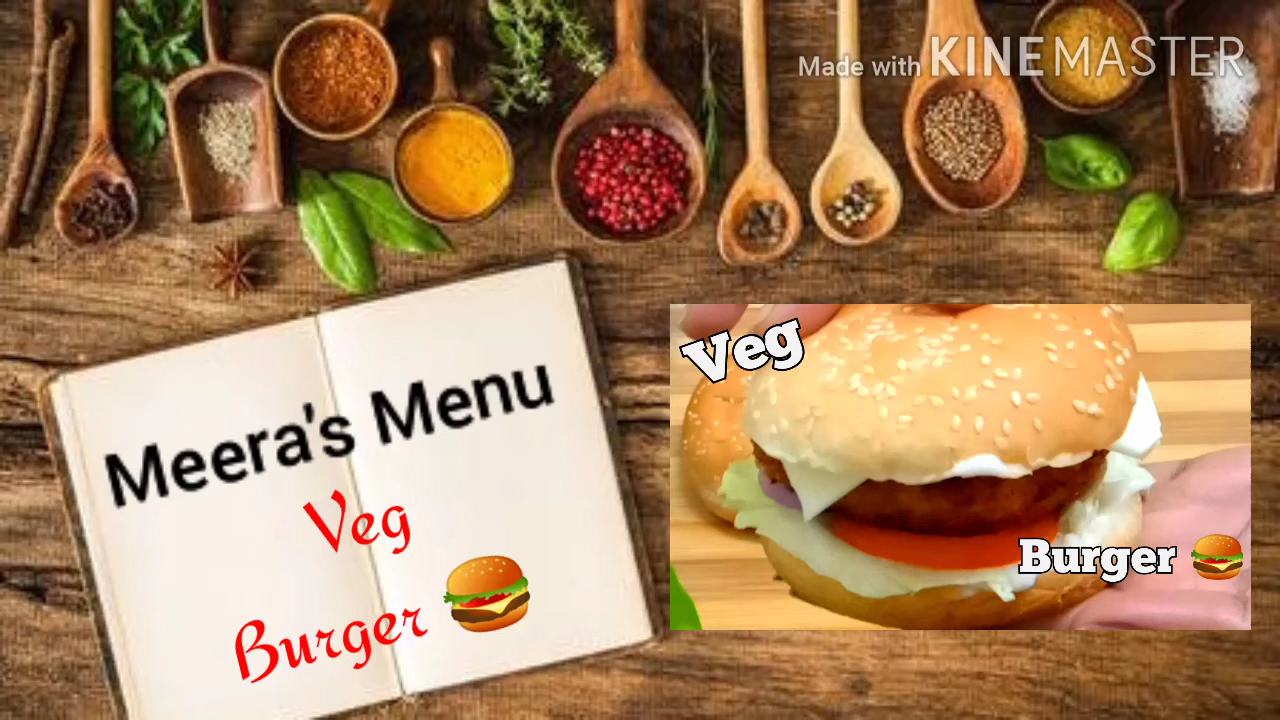 Made with KINEMASTER
Meera's Menu
Veg
Burger 🍔
Veg
Burger 🍔